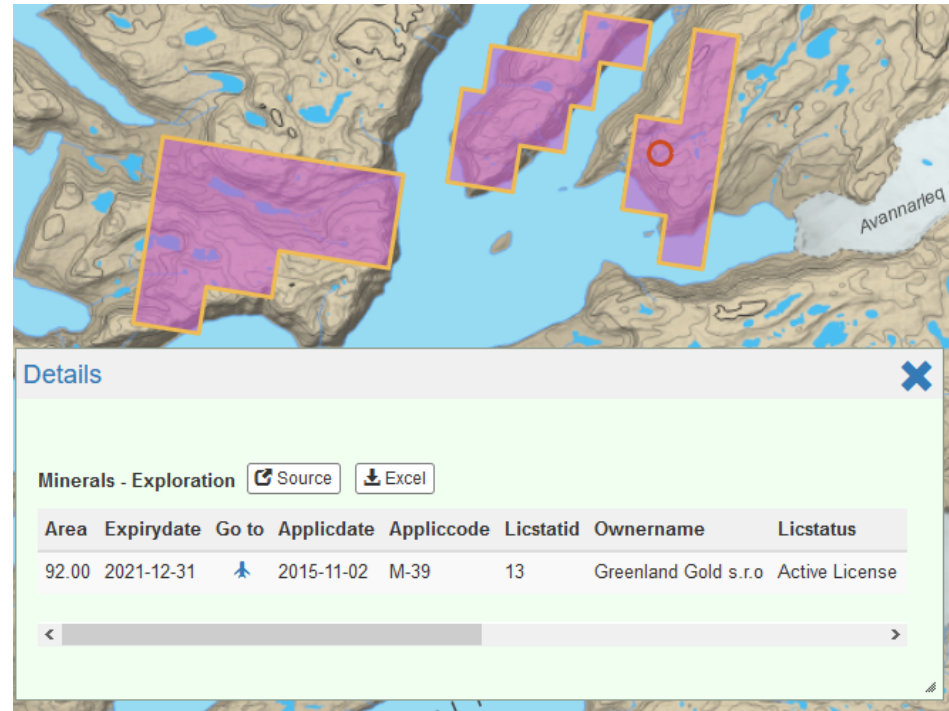 Avannarleq
Details
Minerals - Exploration Source Excel
Area Expirydate Go to Applicdate Appliccode Licstatid Ownername Licstatus
92.00 2021-12-31 2015-11-02 M-39 13 Greenland Gold s.r.o Active License